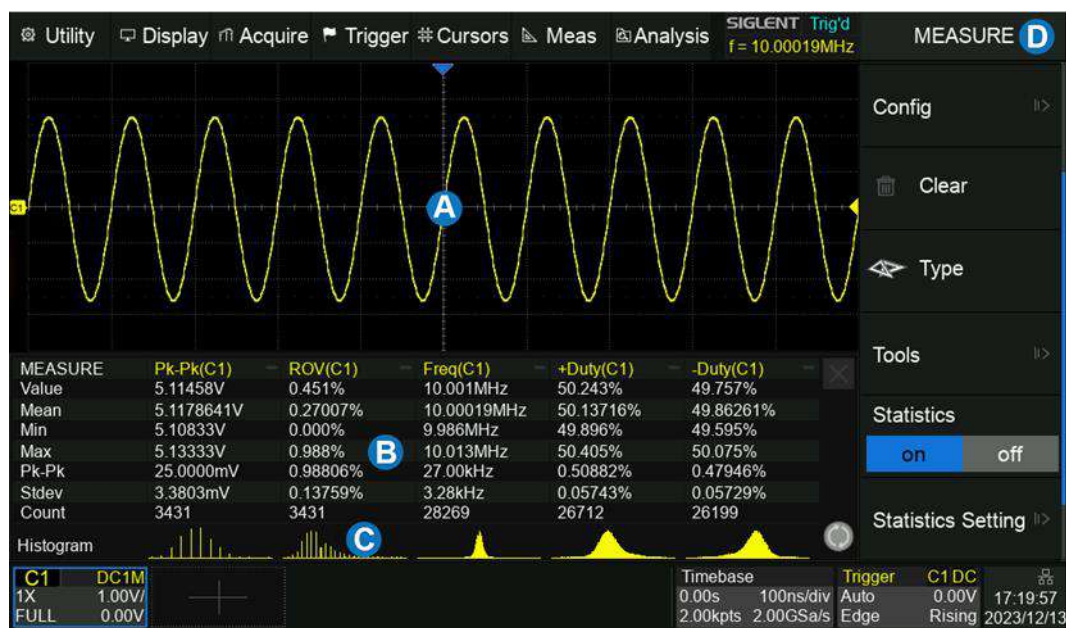 Utility Display Acquire Trigger Cursors Meas Analysis SIGLENT Trig'd MEASURE D
f = 10.00019MHz
Config
Clear
C1 A
Type
Tools
MEASURE Pk-Pk(C1) ROV(C1) Freq(C1) +Duty(C1) -Duty(C1)
Value 5.11458V 0.451% 10.001MHz 50.243% 49.757%
Mean 5.1178641V 0.27007% 10.00019MHz 50.13716% 49.86261%
Min 5.10833V 0.000% 9.986MHz 49.896% 49.595%
Max 5.13333V 0.988% B 10.013MHz 50.405% 50.075%
Pk-Pk 25.0000mV 0.98806% 27.00kHz 0.50882% 0.47946%
Stdev 3.3803mV 0.13759% 3.28kHz 0.05743% 0.05729%
Count 3431 3431 28269 26712 26199
Histogram C
Statistics
on off
Statistics Setting
C1 DC1M
1X 1.00V/
FULL 0.00V
Timebase
0.00s 100ns/div
2.00kpts 2.00GSa/s
Trigger C1 DC
Auto 0.00V
Edge Rising
17:19:57
2023/12/13